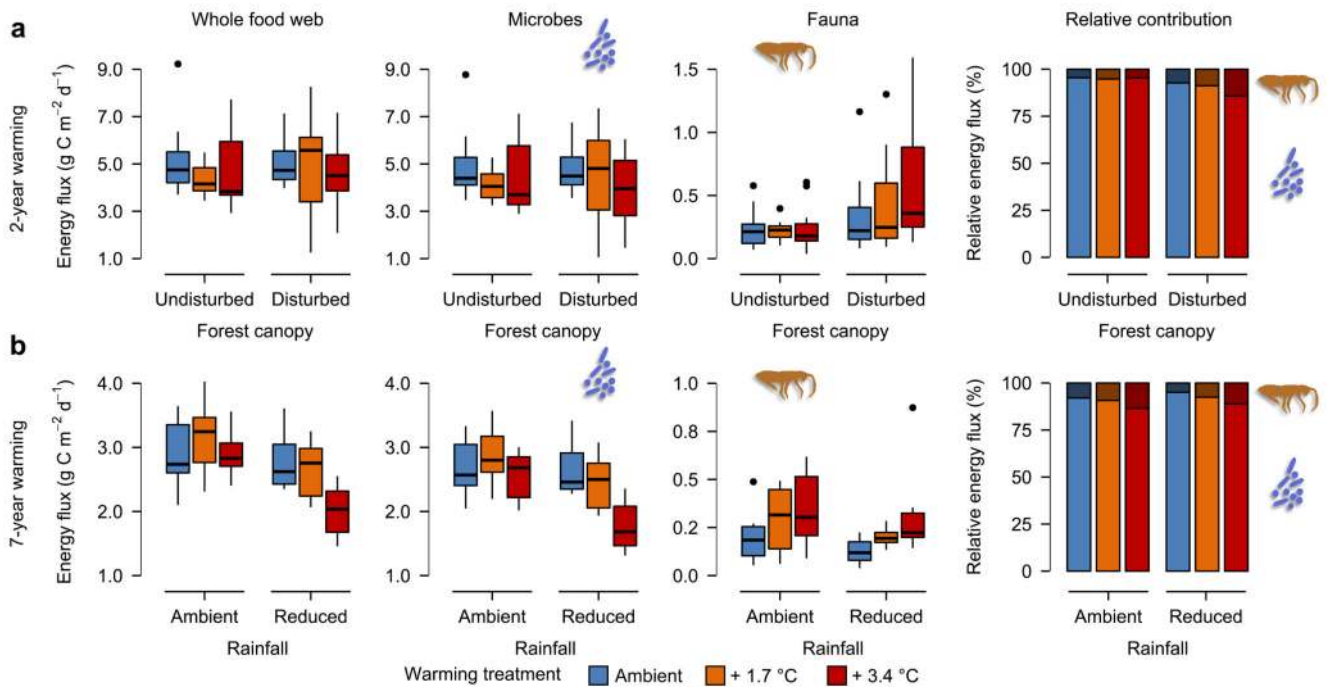 Whole food web Microbes Fauna Relative contribution
a
2-year warming
Energy flux (g C m−2 d−1)
9.0
7.0
5.0
3.0
1.0
Undisturbed Disturbed
Forest canopy
9.0
7.0
5.0
3.0
1.0
Undisturbed Disturbed
Forest canopy
1.5
1.0
0.5
0.0
Undisturbed Disturbed
Forest canopy
Relative energy flux (%)
100
75
50
25
0
Undisturbed Disturbed
Forest canopy
b
7-year warming
Energy flux (g C m−2 d−1)
4.0
3.0
2.0
1.0
Ambient Reduced
Rainfall
4.0
3.0
2.0
1.0
Ambient Reduced
Rainfall
1.0
0.8
0.5
0.2
0.0
Ambient Reduced
Rainfall
Relative energy flux (%)
100
75
50
25
0
Ambient Reduced
Rainfall
Warming treatment Ambient + 1.7 °C + 3.4 °C